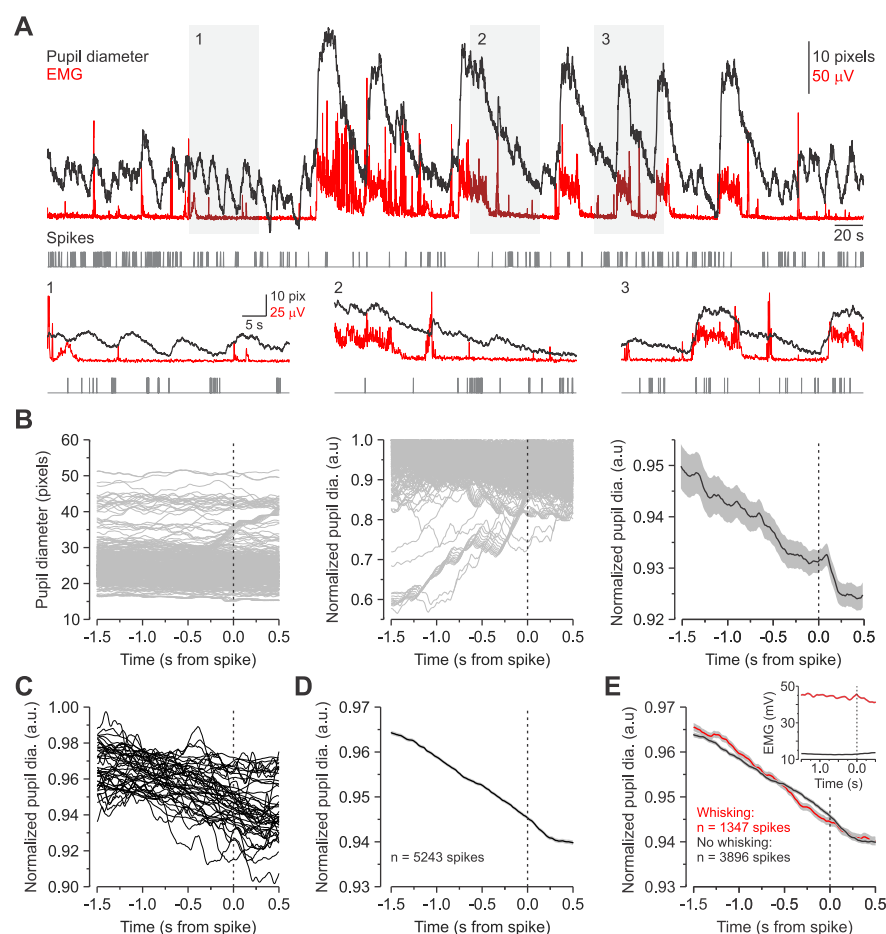 A
Pupil diameter
EMG
1
2
3
10 pixels
50 µV
20 s
Spikes
1
10 pix
25 µV
5 s
2
3
B
Pupil diameter (pixels)
60
50
40
30
20
10
-1.5 -1.0 -0.5 0.0 0.5
Time (s from spike)
Normalized pupil dia. (a.u)
1.0
0.9
0.8
0.7
0.6
-1.5 -1.0 -0.5 0.0 0.5
Time (s from spike)
Normalized pupil dia. (a.u)
0.95
0.94
0.93
0.92
-1.5 -1.0 -0.5 0.0 0.5
Time (s from spike)
C
Normalized pupil dia. (a.u.)
1.00
0.98
0.96
0.94
0.92
0.90
-1.5 -1.0 -0.5 0.0 0.5
Time (s from spike)
D
Normalized pupil dia. (a.u.)
0.97
0.96
0.95
0.94
0.93
n = 5243 spikes
-1.5 -1.0 -0.5 0.0 0.5
Time (s from spike)
E
Normalized pupil dia. (a.u.)
0.97
0.96
0.95
0.94
0.93
EMG (mV)
50
30
10
1.0 0.0
Time (s)
Whisking:
n = 1347 spikes
No whisking:
n = 3896 spikes
-1.5 -1.0 -0.5 0.0 0.5
Time (s from spike)